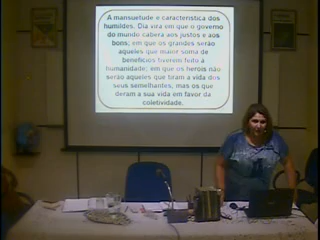 A mansuetude e característica dos
humildes. Dia vira em que o governo
do mundo caberá aos justos e aos
bons; em que os grandes serão
aqueles que maior soma de
benefícios tiverem feito à
humanidade; em que os heróis não
serão aqueles que tiram a vida dos
seus semelhantes, mas os que
deram a sua vida em favor da
coletividade.